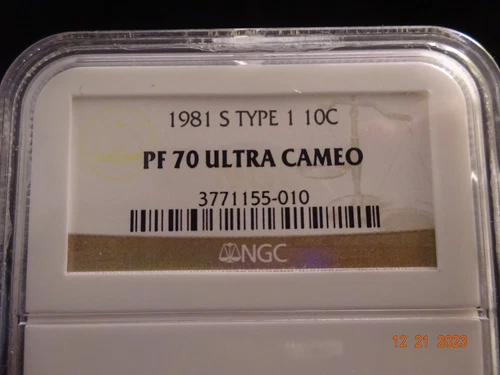 1981 S TYPE 1 10C
PF 70 ULTRA CAMEO
3771155-010
NGC
12 21 2023